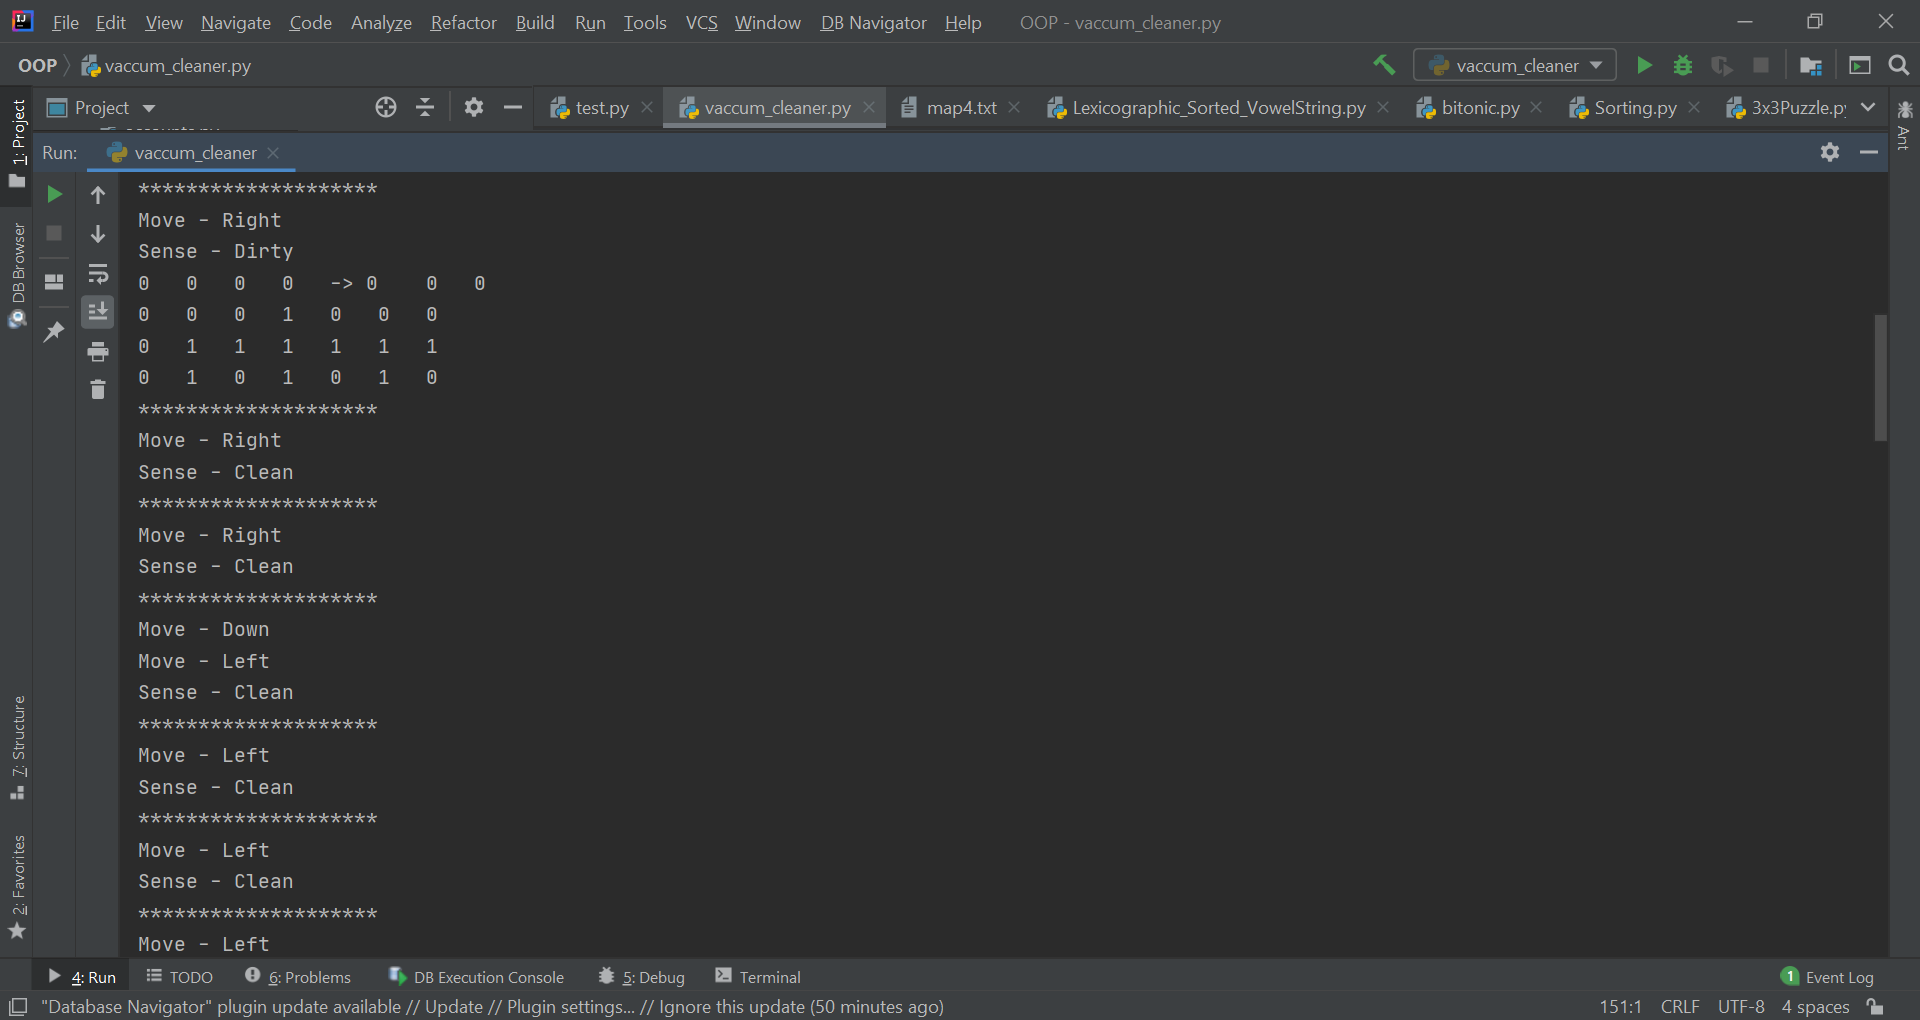 File Edit View Navigate Code Analyze Refactor Build Run Tools VCS Window DB Navigator Help OOP - vaccum_cleaner.py
OOP vaccum_cleaner.py vaccum_cleaner
Project test.py vaccum_cleaner.py map4.txt Lexicographic_Sorted_VowelString.py bitonic.py Sorting.py 3x3Puzzle.py
Run: vaccum_cleaner
1: Project
DB Browser
7: Structure
2: Favorites
Ant
********************
Move - Right
Sense - Dirty
0 0 0 0 -> 0 0 0
0 0 0 1 0 0 0
0 1 1 1 1 1 1
0 1 0 1 0 1 0
********************
Move - Right
Sense - Clean
********************
Move - Right
Sense - Clean
********************
Move - Down
Move - Left
Sense - Clean
********************
Move - Left
Sense - Clean
********************
Move - Left
Sense - Clean
********************
Move - Left
4: Run TODO 6: Problems DB Execution Console 5: Debug Terminal 1 Event Log
"Database Navigator" plugin update available // Update // Plugin settings... // Ignore this update (50 minutes ago) 151:1 CRLF UTF-8 4 spaces